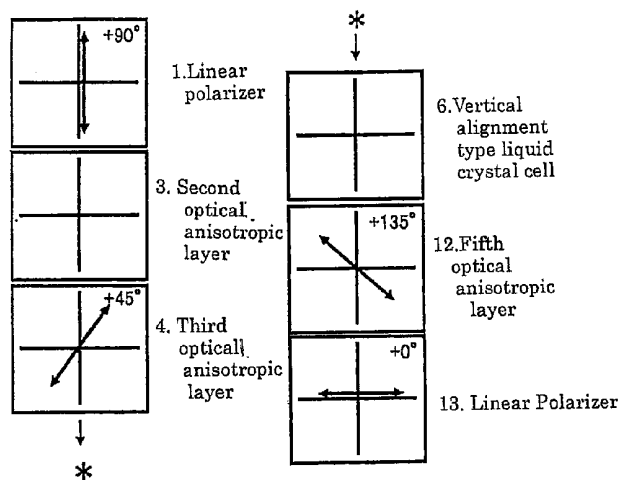 +90°
1.Linear
polarizer
3. Second
optical
anisotropic
layer
+45°
4. Third
optical
anisotropic
layer
*
*
6.Vertical
alignment
type liquid
crystal cell
+135°
12.Fifth
optical
anisotropic
layer
+0°
13. Linear Polarizer